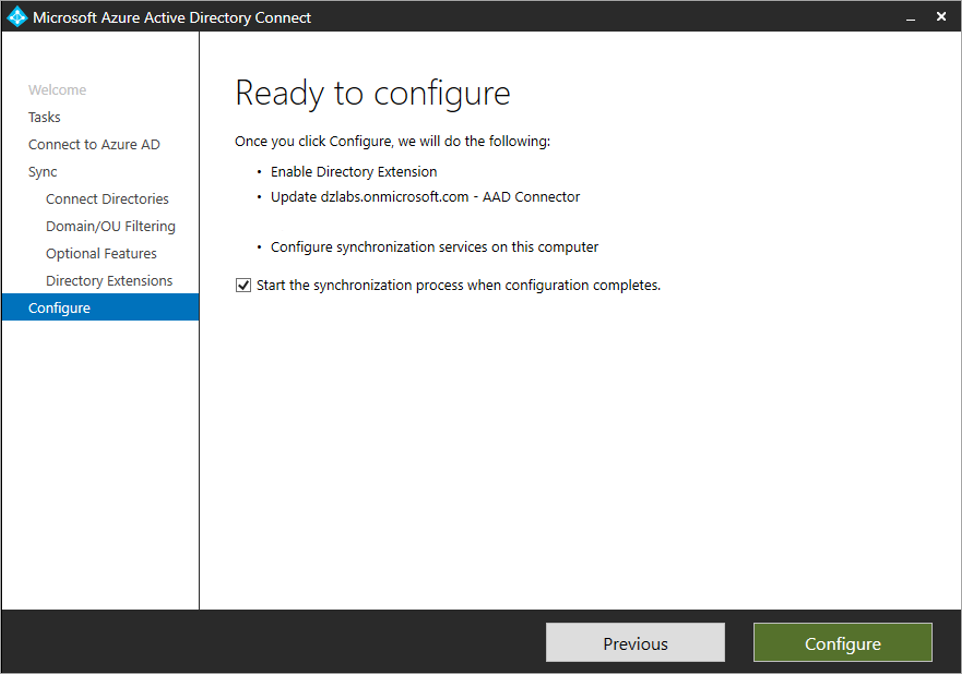 Microsoft Azure Active Directory Connect
Welcome
Tasks
Connect to Azure AD
Sync
Connect Directories
Domain/OU Filtering
Optional Features
Directory Extensions
Configure
Ready to configure
Once you click Configure, we will do the following:
• Enable Directory Extension
• Update dzlabs.onmicrosoft.com - AAD Connector
• Configure synchronization services on this computer
Start the synchronization process when configuration completes.
Previous
Configure